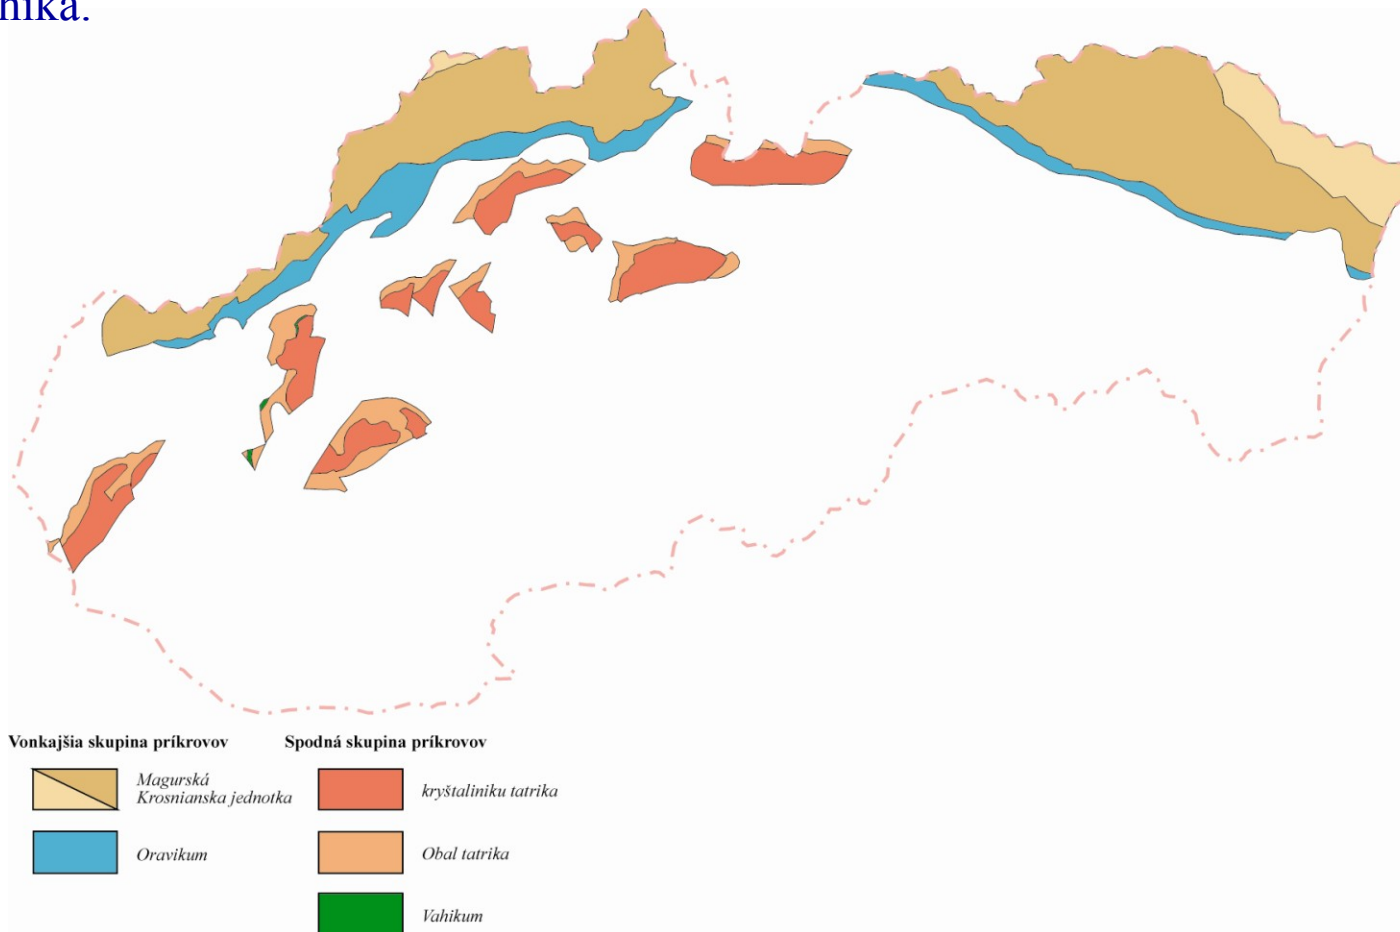 nika.
Vonkajšia skupina príkrovov
Spodná skupina príkrovov
Magurská
Krosnianska jednotka
kryštaliniku tatrika
Oravikum
Obal tatrika
Vahikum